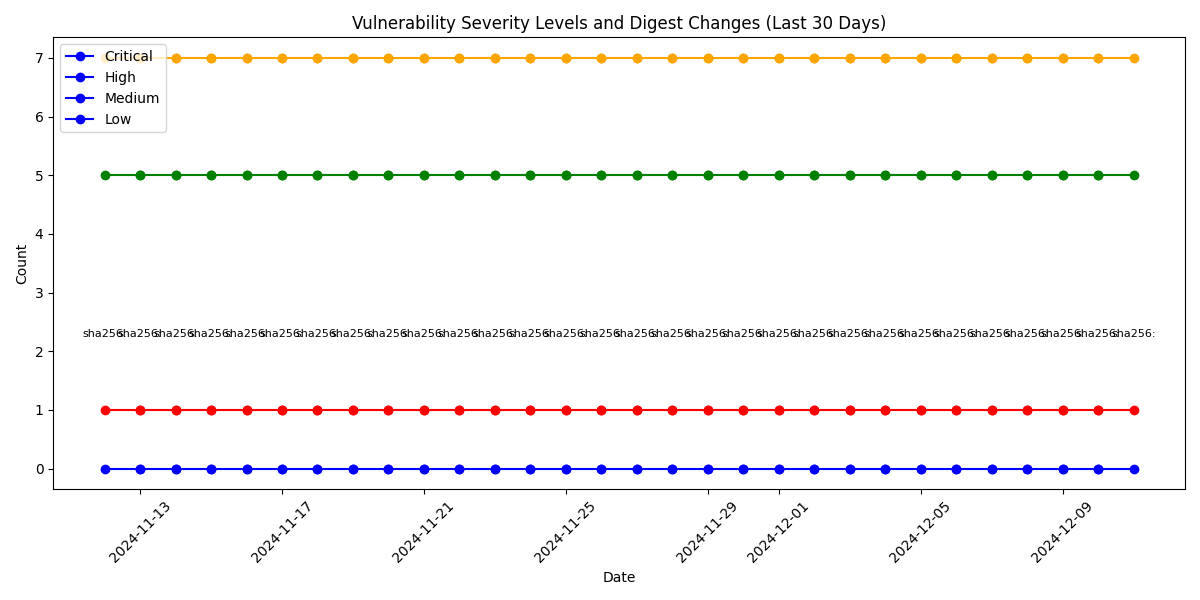 Vulnerability Severity Levels and Digest Changes (Last 30 Days)
Critical
High
Medium
Low
7
6
5
4
3
2
1
0
Count
sha256: sha256: sha256: sha256: sha256: sha256: sha256: sha256: sha256: sha256: sha256: sha256: sha256: sha256: sha256: sha256: sha256: sha256: sha256: sha256: sha256: sha256: sha256: sha256: sha256: sha256: sha256: sha256: sha256: sha256:
2024-11-13
2024-11-17
2024-11-21
2024-11-25
2024-11-29
2024-12-01
2024-12-05
2024-12-09
Date